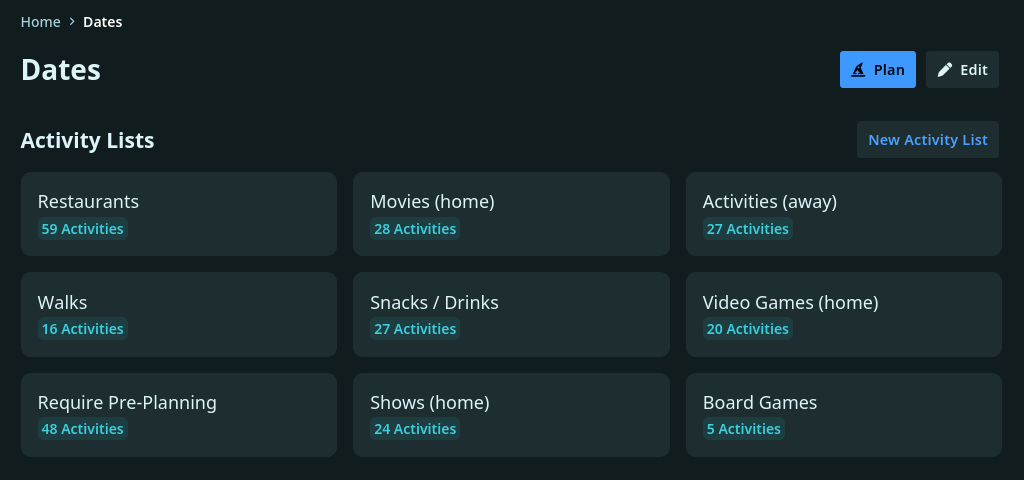 Home > Dates
Dates
Plan
Edit
Activity Lists
New Activity List
Restaurants
59 Activities
Movies (home)
28 Activities
Activities (away)
27 Activities
Walks
16 Activities
Snacks / Drinks
27 Activities
Video Games (home)
20 Activities
Require Pre-Planning
48 Activities
Shows (home)
24 Activities
Board Games
5 Activities